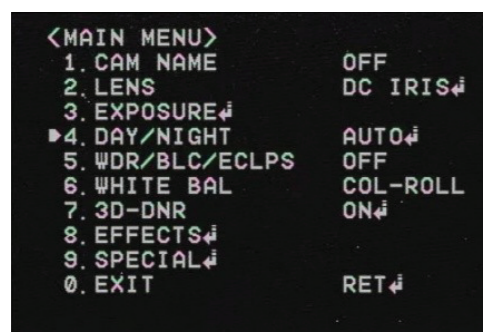 <MAIN MENU>
1. CAM NAME OFF
2. LENS DC IRIS↲
3. EXPOSURE↲
4. DAY/NIGHT AUTO↲
5. WDR/BLC/ECLPS OFF
6. WHITE BAL COL-ROLL
7. 3D-DNR ON↲
8. EFFECTS↲
9. SPECIAL↲
0. EXIT RET↲